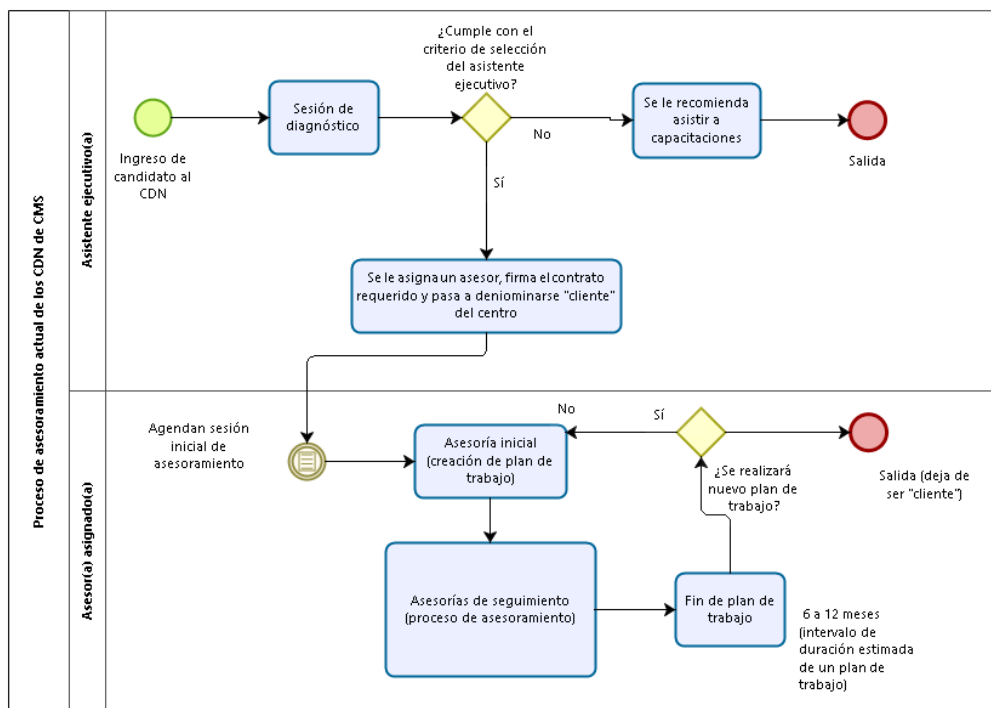 Proceso de asesoramiento actual de los CDN de CMS
Asistente ejecutivo(a)
Ingreso de
candidato al
CDN
Sesión de
diagnóstico
¿Cumple con el
criterio de selección
del asistente
ejecutivo?
No
Se le recomienda
asistir a
capacitaciones
Salida
Sí
Se le asigna un asesor, firma el contrato
requerido y pasa a deniominarse "cliente"
del centro
Asesor(a) asignado(a)
Agendan sesión
inicial de
asesoramiento
Asesoría inicial
(creación de plan de
trabajo)
No
Sí
¿Se realizará
nuevo plan de
trabajo?
Salida (deja de
ser "cliente")
Asesorías de seguimiento
(proceso de asesoramiento)
Fin de plan de
trabajo
6 a 12 meses
(intervalo de
duración estimada
de un plan de
trabajo)